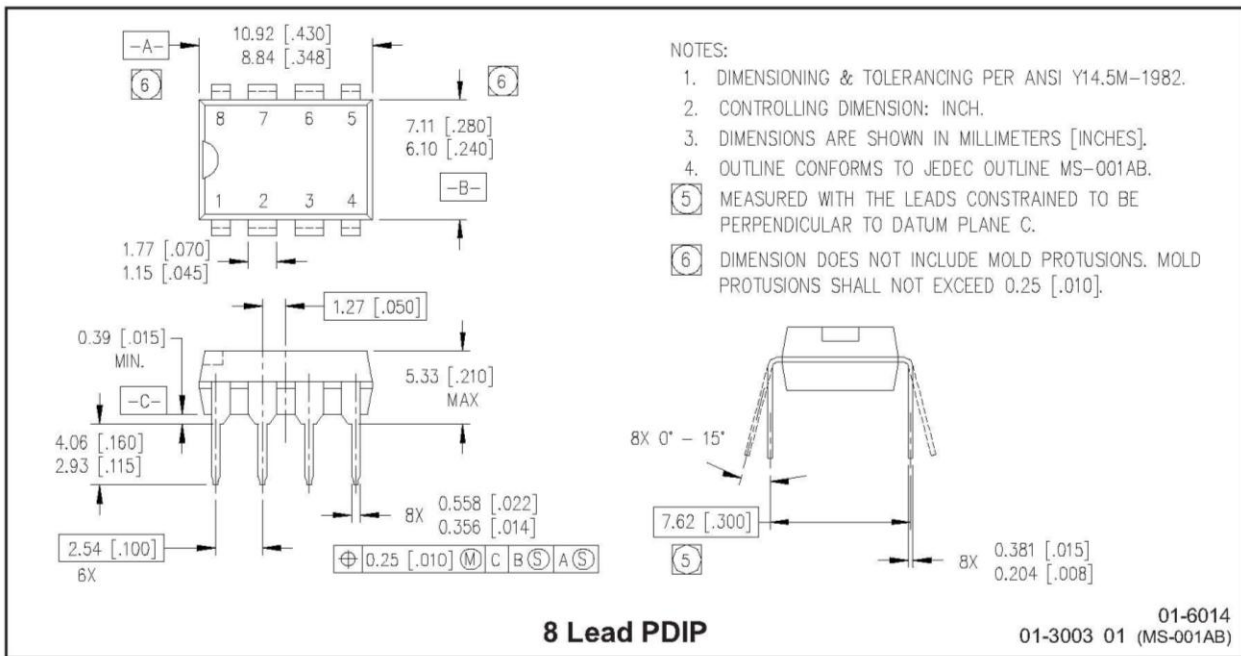 10.92 [.430]
8.84 [.348]
-A-
6
6
8 7 6 5
7.11 [.280]
6.10 [.240]
-B-
1 2 3 4
1.77 [.070]
1.15 [.045]
1.27 [.050]
0.39 [.015]
MIN.
5.33 [.210]
MAX
-C-
4.06 [.160]
2.93 [.115]
8X 0.558 [.022]
0.356 [.014]
2.54 [.100]
6X
⌖ 0.25 [.010] Ⓜ C B Ⓢ A Ⓢ
NOTES:
1. DIMENSIONING & TOLERANCING PER ANSI Y14.5M-1982.
2. CONTROLLING DIMENSION: INCH.
3. DIMENSIONS ARE SHOWN IN MILLIMETERS [INCHES].
4. OUTLINE CONFORMS TO JEDEC OUTLINE MS-001AB.
5 MEASURED WITH THE LEADS CONSTRAINED TO BE
PERPENDICULAR TO DATUM PLANE C.
6 DIMENSION DOES NOT INCLUDE MOLD PROTUSIONS. MOLD
PROTUSIONS SHALL NOT EXCEED 0.25 [.010].
8X 0° - 15°
7.62 [.300]
5
8X 0.381 [.015]
0.204 [.008]
8 Lead PDIP
01-6014
01-3003 01 (MS-001AB)